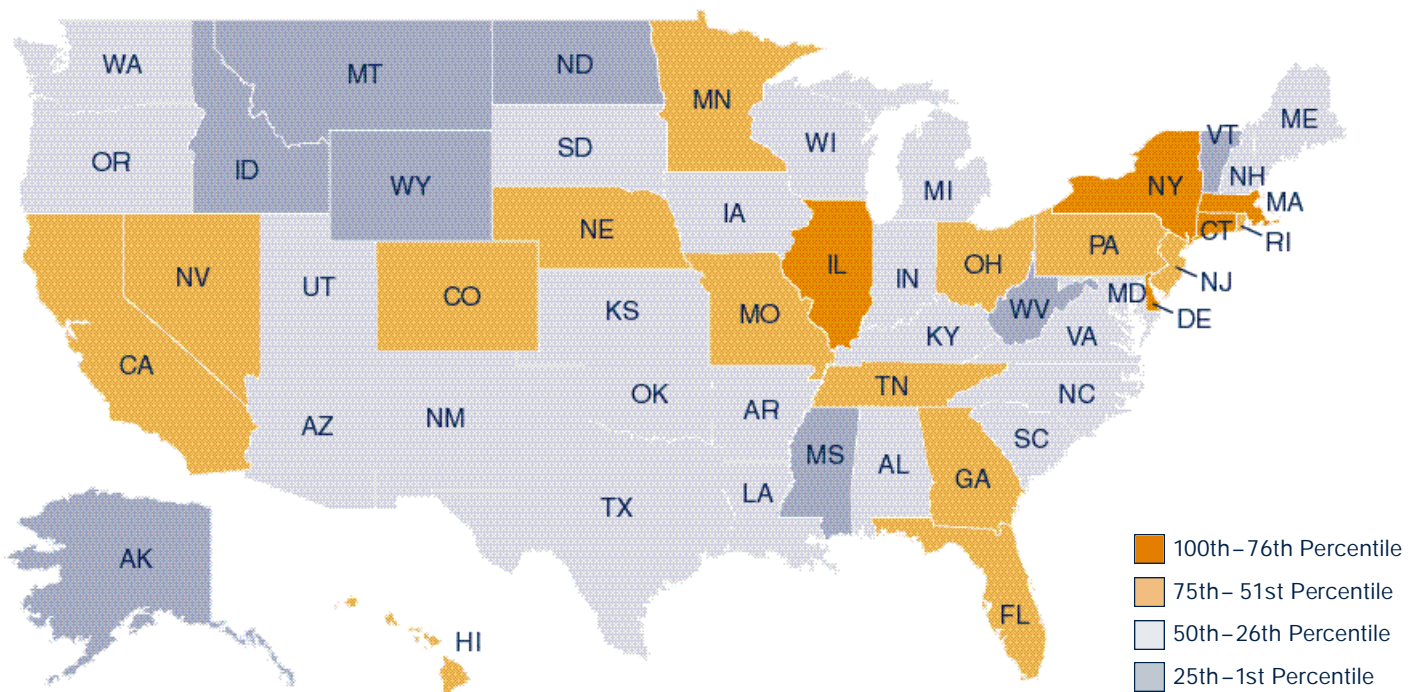 WA
MT
ND
MN
VT
ME
OR
ID
SD
WI
WY
MI
NY
NH
MA
NE
IA
CT
RI
NV
UT
CO
IL
IN
OH
PA
NJ
KS
MO
WV
MD
DE
CA
KY
VA
TN
AZ
NM
OK
AR
NC
SC
MS
AL
GA
TX
LA
AK
HI
FL
100th–76th Percentile
75th–51st Percentile
50th–26th Percentile
25th–1st Percentile